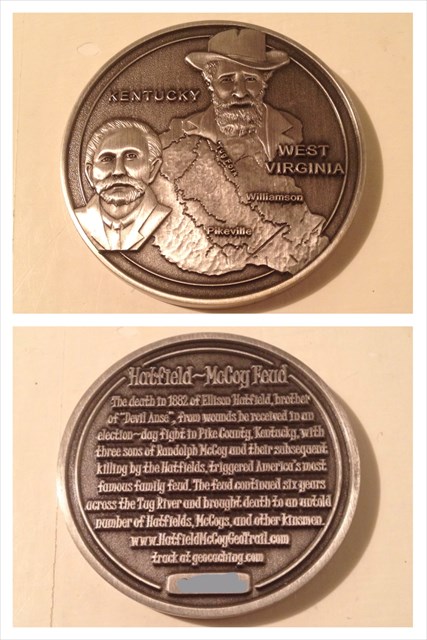 KENTUCKY
WEST
VIRGINIA
Williamson
Pikeville
Hatfield~McCoy Feud
The death in 1882 of Ellison Hatfield, brother
of "Devil Anse", from wounds he received in an
election~day fight in Pike County, Kentucky, with
three sons of Randolph McCoy and their subsequent
killing by the Hatfields, triggered America's most
famous family feud. The feud continued six years
across the Tug River and brought death to an untold
number of Hatfields, McCoys, and other kinsmen.
www.HatfieldMcCoyGeoTrail.com
track at geocaching.com